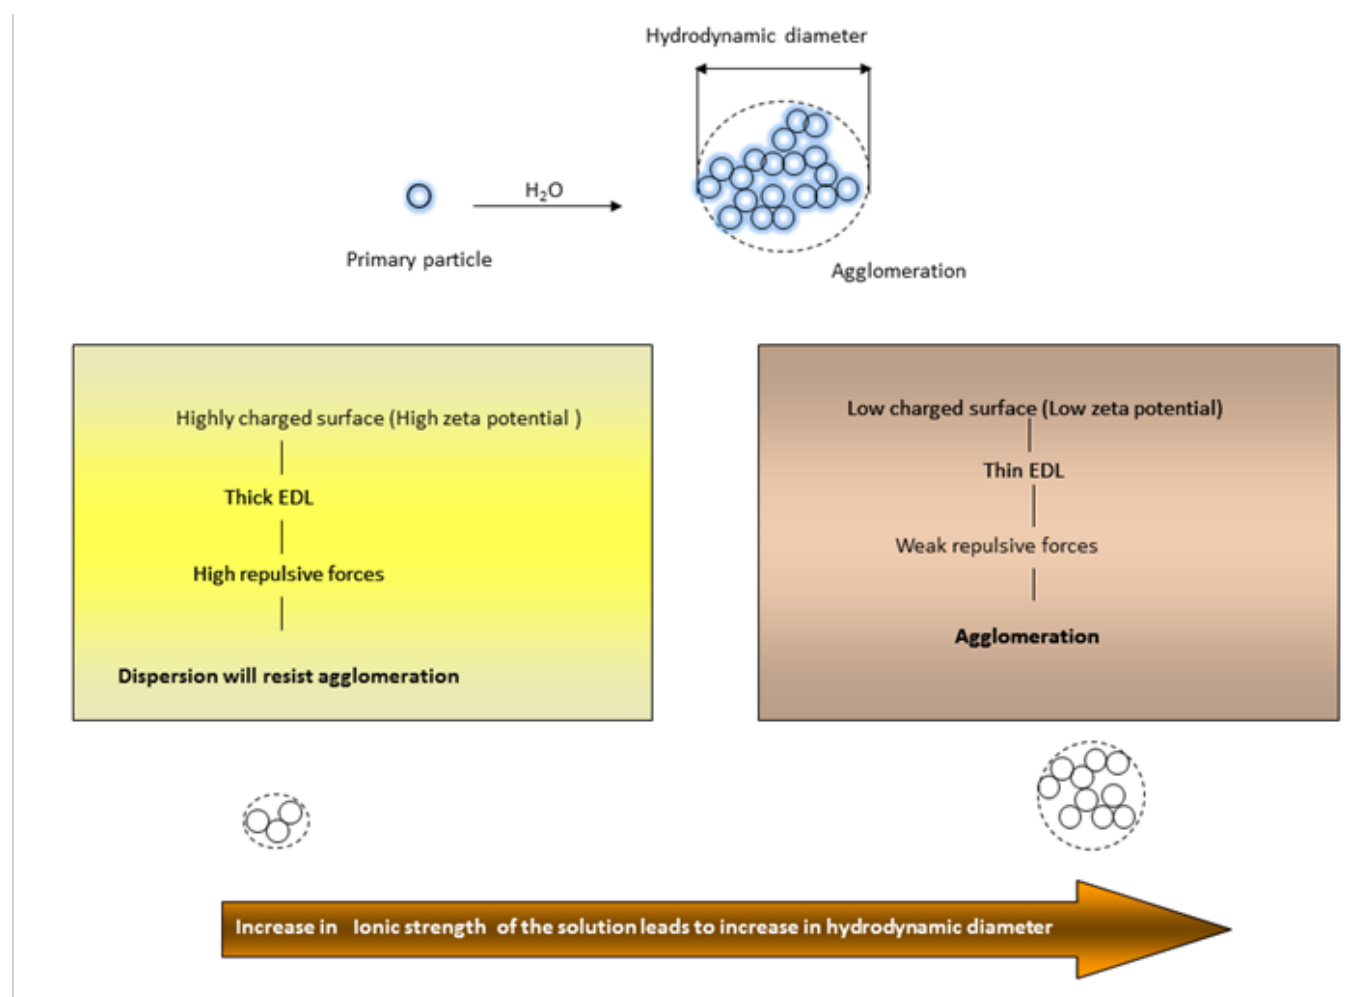 Hydrodynamic diameter
H₂O
Primary particle
Agglomeration
Highly charged surface (High zeta potential )
Thick EDL
High repulsive forces
Dispersion will resist agglomeration
Low charged surface (Low zeta potential)
Thin EDL
Weak repulsive forces
Agglomeration
Increase in Ionic strength of the solution leads to increase in hydrodynamic diameter